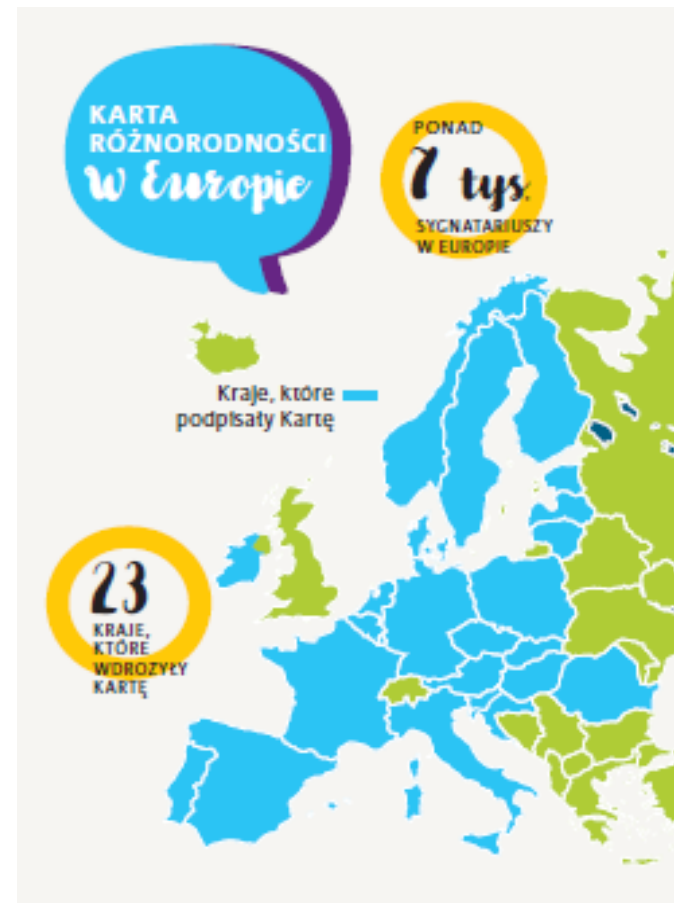 KARTA
RÓŻNORODNOŚCI
w Europie
PONAD
7 tys.
SYGNATARIUSZY
W EUROPIE
Kraje, które
podpisały Kartę
23
KRAJE,
KTÓRE
WDROŻYŁY
KARTĘ